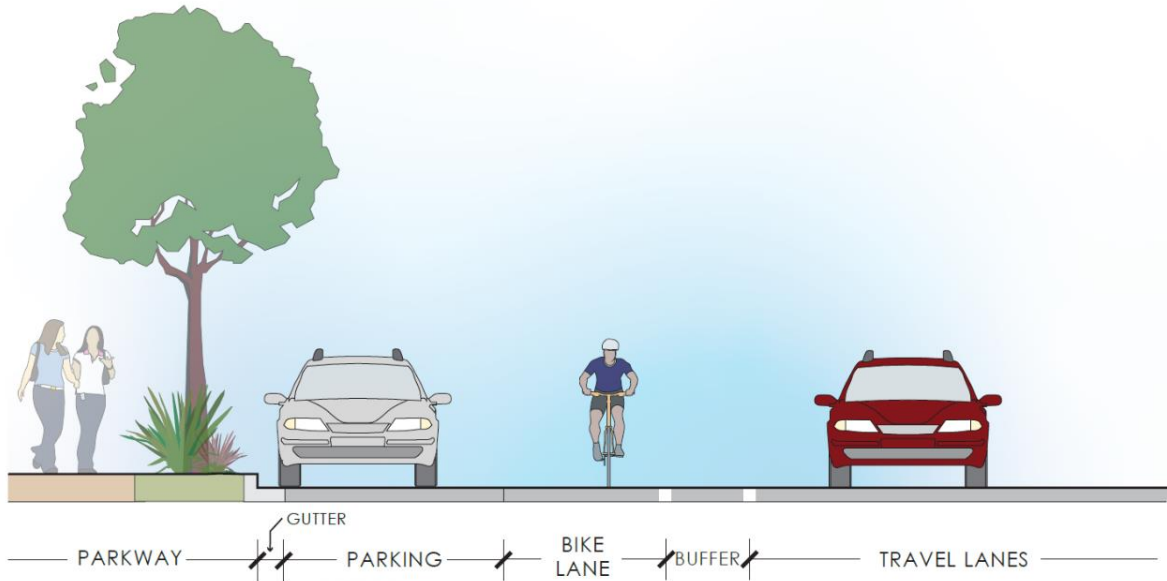 GUTTER
PARKWAY
PARKING
BIKE
LANE
BUFFER
TRAVEL LANES